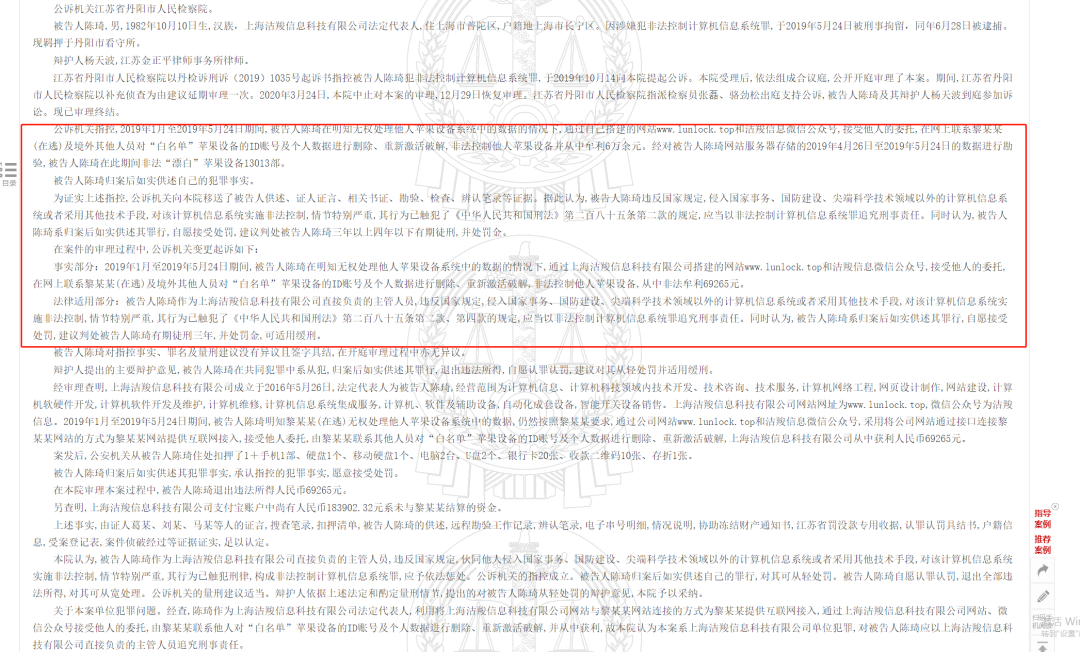 公诉机关江苏省丹阳市人民检察院。
被告人陈琦,男,1982年10月10日生,汉族, 上海沽羧信息科技有限公司法定代表人,住上海市普陀区,户籍地上海市长宁区。因涉嫌犯非法控制计算机信息系统罪,于2019年5月24日被刑事拘留, 同年6月28日被逮捕。
现羁押于丹阳市看守所。
辩护人杨天波,江苏金正平律师事务所律师。
江苏省丹阳市人民检察院以丹检诉刑诉 (2019) 1035号起诉书指控被告人陈琦犯非法控制计算机信息系统罪,于2019年10月14向本院提起公诉。本院受理后,依法组成合议庭,公开开庭审理了本案。期间,江苏省丹阳
市人民检察院以补充侦查为由建议延期审理一次。2020年3月24日,本院中止对本案的审理,12月29日恢复审理。江苏省丹阳市人民检察院指派检察员张磊、骆劲松出庭支持公诉,被告人陈琦及其辩护人杨天波到庭参加诉
讼。现已审理终结。
公诉机关指控,2019年1月至2019年5月24日期间,被告人陈琦在明知无权处理他人苹果设备系统中的数据的情况下,通过自己搭建的网站www.lunlock.top和沽羧信息微信公众号,接受他人的委托,在网上联系黎某某
(在逃) 及境外其他人员对“白名单”苹果设备的ID账号及个人数据进行删除、重新激活破解,非法控制他人苹果设备并从中牟利6万余元。经对被告人陈琦网站服务器存储的2019年4月26日至2019年5月24日的数据进行勘
验,被告人陈琦在此期间非法“漂白”苹果设备13013部。
被告人陈琦归案后如实供述自己的犯罪事实。
为证实上述指控,公诉机关向本院移送了被告人供述、证人证言、相关书证、勘验、检查、辨认笔录等证据。据此认为,被告人陈琦违反国家规定,侵入国家事务、国防建设、尖端科学技术领域以外的计算机信息系
统或者采用其他技术手段,对该计算机信息系统实施非法控制,情节特别严重,其行为已触犯了《中华人民共和国刑法》第二百八十五条第二款的规定,应当以非法控制计算机信息系统罪追究刑事责任。同时认为,被告人
陈琦系归案后如实供述其罪行,自愿接受处罚,建议判处被告人陈琦三年以上四年以下有期徒刑,并处罚金。
在案件的审理过程中,公诉机关变更起诉如下:
事实部分: 2019年1月至2019年5月24日期间,被告人陈琦在明知无权处理他人苹果设备系统中的数据的情况下,通过上海沽羧信息科技有限公司搭建的网站www.lunlock.top和沽羧信息微信公众号,接受他人的委托,
在网上联系黎某某(在逃)及境外其他人员对“白名单”苹果设备的ID账号及个人数据进行删除、重新激活破解,非法控制他人苹果设备,从中非法牟利69265元。
法律适用部分: 被告人陈琦作为上海沽羧信息科技有限公司直接负责的主管人员,违反国家规定,侵入国家事务、国防建设、尖端科学技术领域以外的计算机信息系统或者采用其他技术手段,对该计算机信息系统实
施非法控制,情节特别严重,其行为已触犯了《中华人民共和国刑法》第二百八十五条第二款、第四款的规定,应当以非法控制计算机信息系统罪追究刑事责任。同时认为,被告人陈琦系归案后如实供述其罪行,自愿接受
处罚,建议判处被告人陈琦有期徒刑三年,并处罚金,可适用缓刑。
被告人陈琦对指控事实、罪名及量刑建议没有异议且签字具结,在开庭审理过程中亦无异议。
辩护人提出的主要辩护意见,被告人陈琦在共同犯罪中系从犯,归案后如实供述其罪行,退出违法所得,自愿认罪认罚,建议对其从轻处罚并适用缓刑。
经审理查明,上海沽羧信息科技有限公司成立于2016年5月26日,法定代表人为被告人陈琦,经营范围为计算机信息、计算机科技领域内技术开发、技术咨询、技术服务,计算机网络工程,网页设计制作,网站建设,计算
机软硬件开发,计算机软件开发及维护,计算机维修,计算机信息系统集成服务,计算机、软件及辅助设备,自动化成套设备,智能开关设备销售。上海沽羧信息科技有限公司网站网址为www.lunlock.top,微信公众号为沽羧
信息。2019年1月至2019年5月24日期间,被告人陈琦明知黎某某(在逃)无权处理他人苹果设备系统中的数据,仍然按照黎某某要求,通过公司网站www.lunlock.top和沽羧信息微信公众号,采用将公司网站通过接口连接黎
某某网站的方式为黎某某网站提供互联网接入,接受他人委托,由黎某某联系其他人员对“白名单”苹果设备的ID账号及个人数据进行删除、重新激活破解,上海沽羧信息科技有限公司从中获利人民币69265元。
案发后,公安机关从被告人陈琦住处扣押了1+手机1部、硬盘1个、移动硬盘1个、电脑2台、U盘2个、银行卡20张、收款二维码10张、存折1张。
被告人陈琦归案后如实供述其犯罪事实,承认指控的犯罪事实,愿意接受处罚。
在本院审理本案过程中,被告人陈琦退出违法所得人民币69265元。
另查明,上海沽羧信息科技有限公司支付宝账户中尚有人民币183902.32元系未与黎某某结算的资金。
上述事实,由证人葛某、刘某、马某等人的证言,搜查笔录,扣押清单,被告人陈琦的供述,远程勘验工作记录,辨认笔录,电子串号明细,情况说明,协助冻结财产通知书,江苏省罚没款专用收据,认罪认罚具结书,户籍信
息,受案登记表,案件侦破经过等证据证实,足以认定。
本院认为,被告人陈琦作为上海沽羧信息科技有限公司直接负责的主管人员,违反国家规定,伙同他人侵入国家事务、国防建设、尖端科学技术领域以外的计算机信息系统或者采用其他技术手段,对该计算机信息系统
实施非法控制,情节特别严重,其行为已触犯刑律,构成非法控制计算机信息系统罪,应予依法惩处。公诉机关的指控成立。被告人陈琦归案后如实供述自己的罪行,对其可从轻处罚。被告人陈琦自愿认罪认罚,退出全部违
法所得,对其可从宽处理。公诉机关的量刑建议适当。辩护人依据上述法定和酌定量刑情节,提出的对被告人陈琦从轻处罚的辩护意见,本院予以采纳。
关于本案单位犯罪问题。经查,陈琦作为上海沽羧信息科技有限公司法定代表人,利用将上海沽羧信息科技有限公司网站与黎某某网站连接的方式为黎某某提供互联网接入,通过上海沽羧信息科技有限公司网站、微
信公众号接受他人的委托,由黎某某联系他人对“白名单”苹果设备的ID账号及个人数据进行删除、重新激活破解,并从中获利,故本院认为本案系上海沽羧信息科技有限公司单位犯罪,对被告人陈琦应以上海沽羧信息科
技有限公司直接负责的主管人员追究刑事责任。
目录
指导
案例
推荐
案例